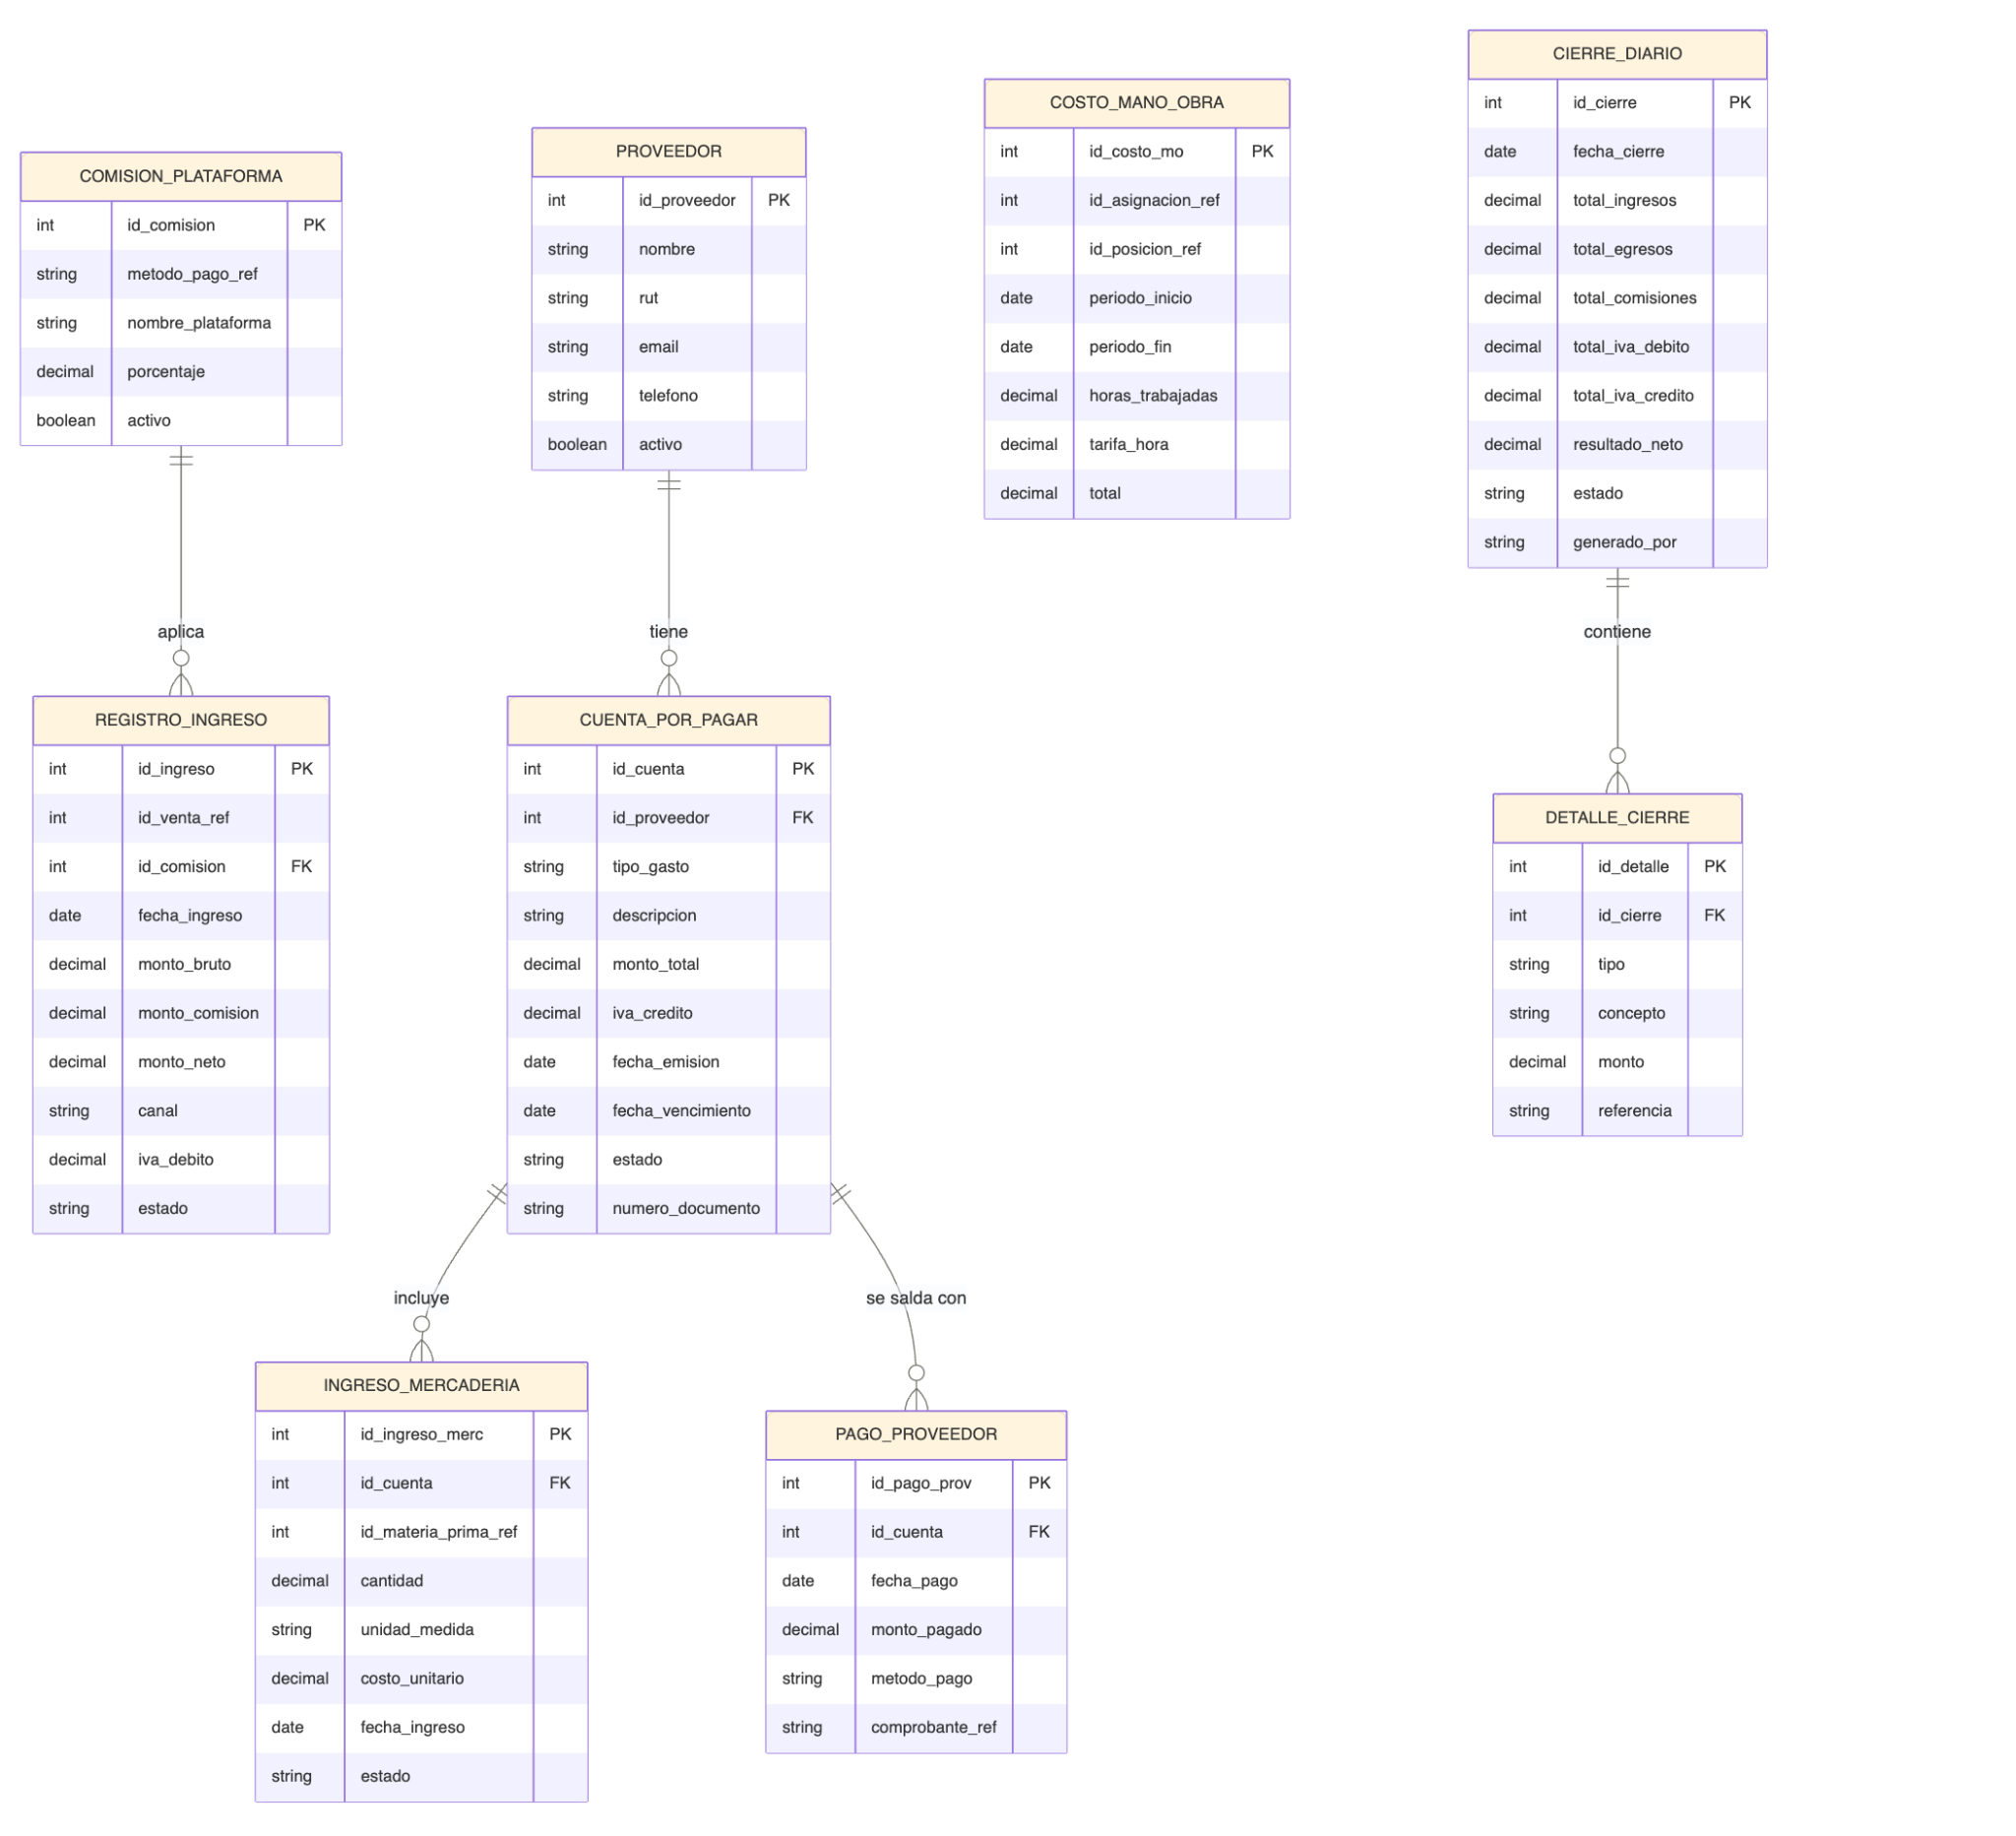 COMISION_PLATAFORMA
int id_comision PK
string metodo_pago_ref
string nombre_plataforma
decimal porcentaje
boolean activo
PROVEEDOR
int id_proveedor PK
string nombre
string rut
string email
string telefono
boolean activo
COSTO_MANO_OBRA
int id_costo_mo PK
int id_asignacion_ref
int id_posicion_ref
date periodo_inicio
date periodo_fin
decimal horas_trabajadas
decimal tarifa_hora
decimal total
CIERRE_DIARIO
int id_cierre PK
date fecha_cierre
decimal total_ingresos
decimal total_egresos
decimal total_comisiones
decimal total_iva_debito
decimal total_iva_credito
decimal resultado_neto
string estado
string generado_por
aplica
tiene
contiene
REGISTRO_INGRESO
int id_ingreso PK
int id_venta_ref
int id_comision FK
date fecha_ingreso
decimal monto_bruto
decimal monto_comision
decimal monto_neto
string canal
decimal iva_debito
string estado
CUENTA_POR_PAGAR
int id_cuenta PK
int id_proveedor FK
string tipo_gasto
string descripcion
decimal monto_total
decimal iva_credito
date fecha_emision
date fecha_vencimiento
string estado
string numero_documento
DETALLE_CIERRE
int id_detalle PK
int id_cierre FK
string tipo
string concepto
decimal monto
string referencia
incluye
se salda con
INGRESO_MERCADERIA
int id_ingreso_merc PK
int id_cuenta FK
int id_materia_prima_ref
decimal cantidad
string unidad_medida
decimal costo_unitario
date fecha_ingreso
string estado
PAGO_PROVEEDOR
int id_pago_prov PK
int id_cuenta FK
date fecha_pago
decimal monto_pagado
string metodo_pago
string comprobante_ref